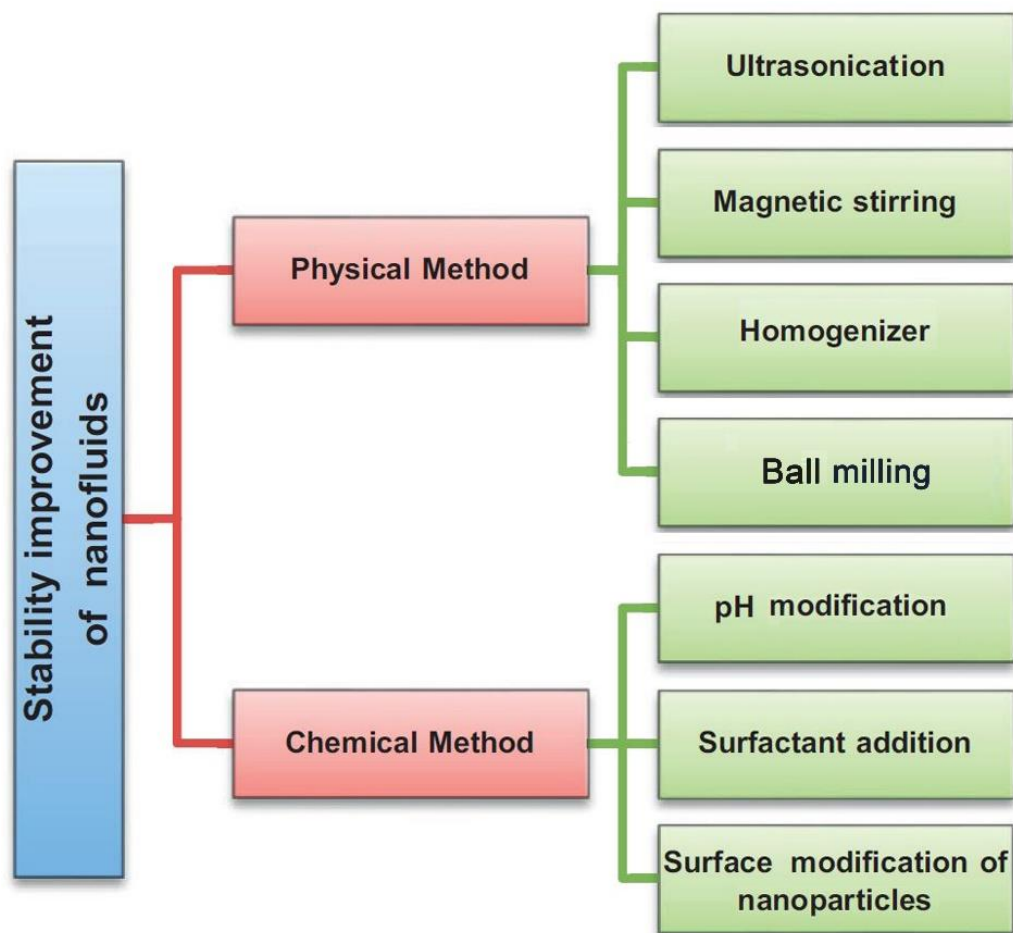 Stability improvement
of nanofluids
Physical Method
Ultrasonication
Magnetic stirring
Homogenizer
Ball milling
Chemical Method
pH modification
Surfactant addition
Surface modification of
nanoparticles